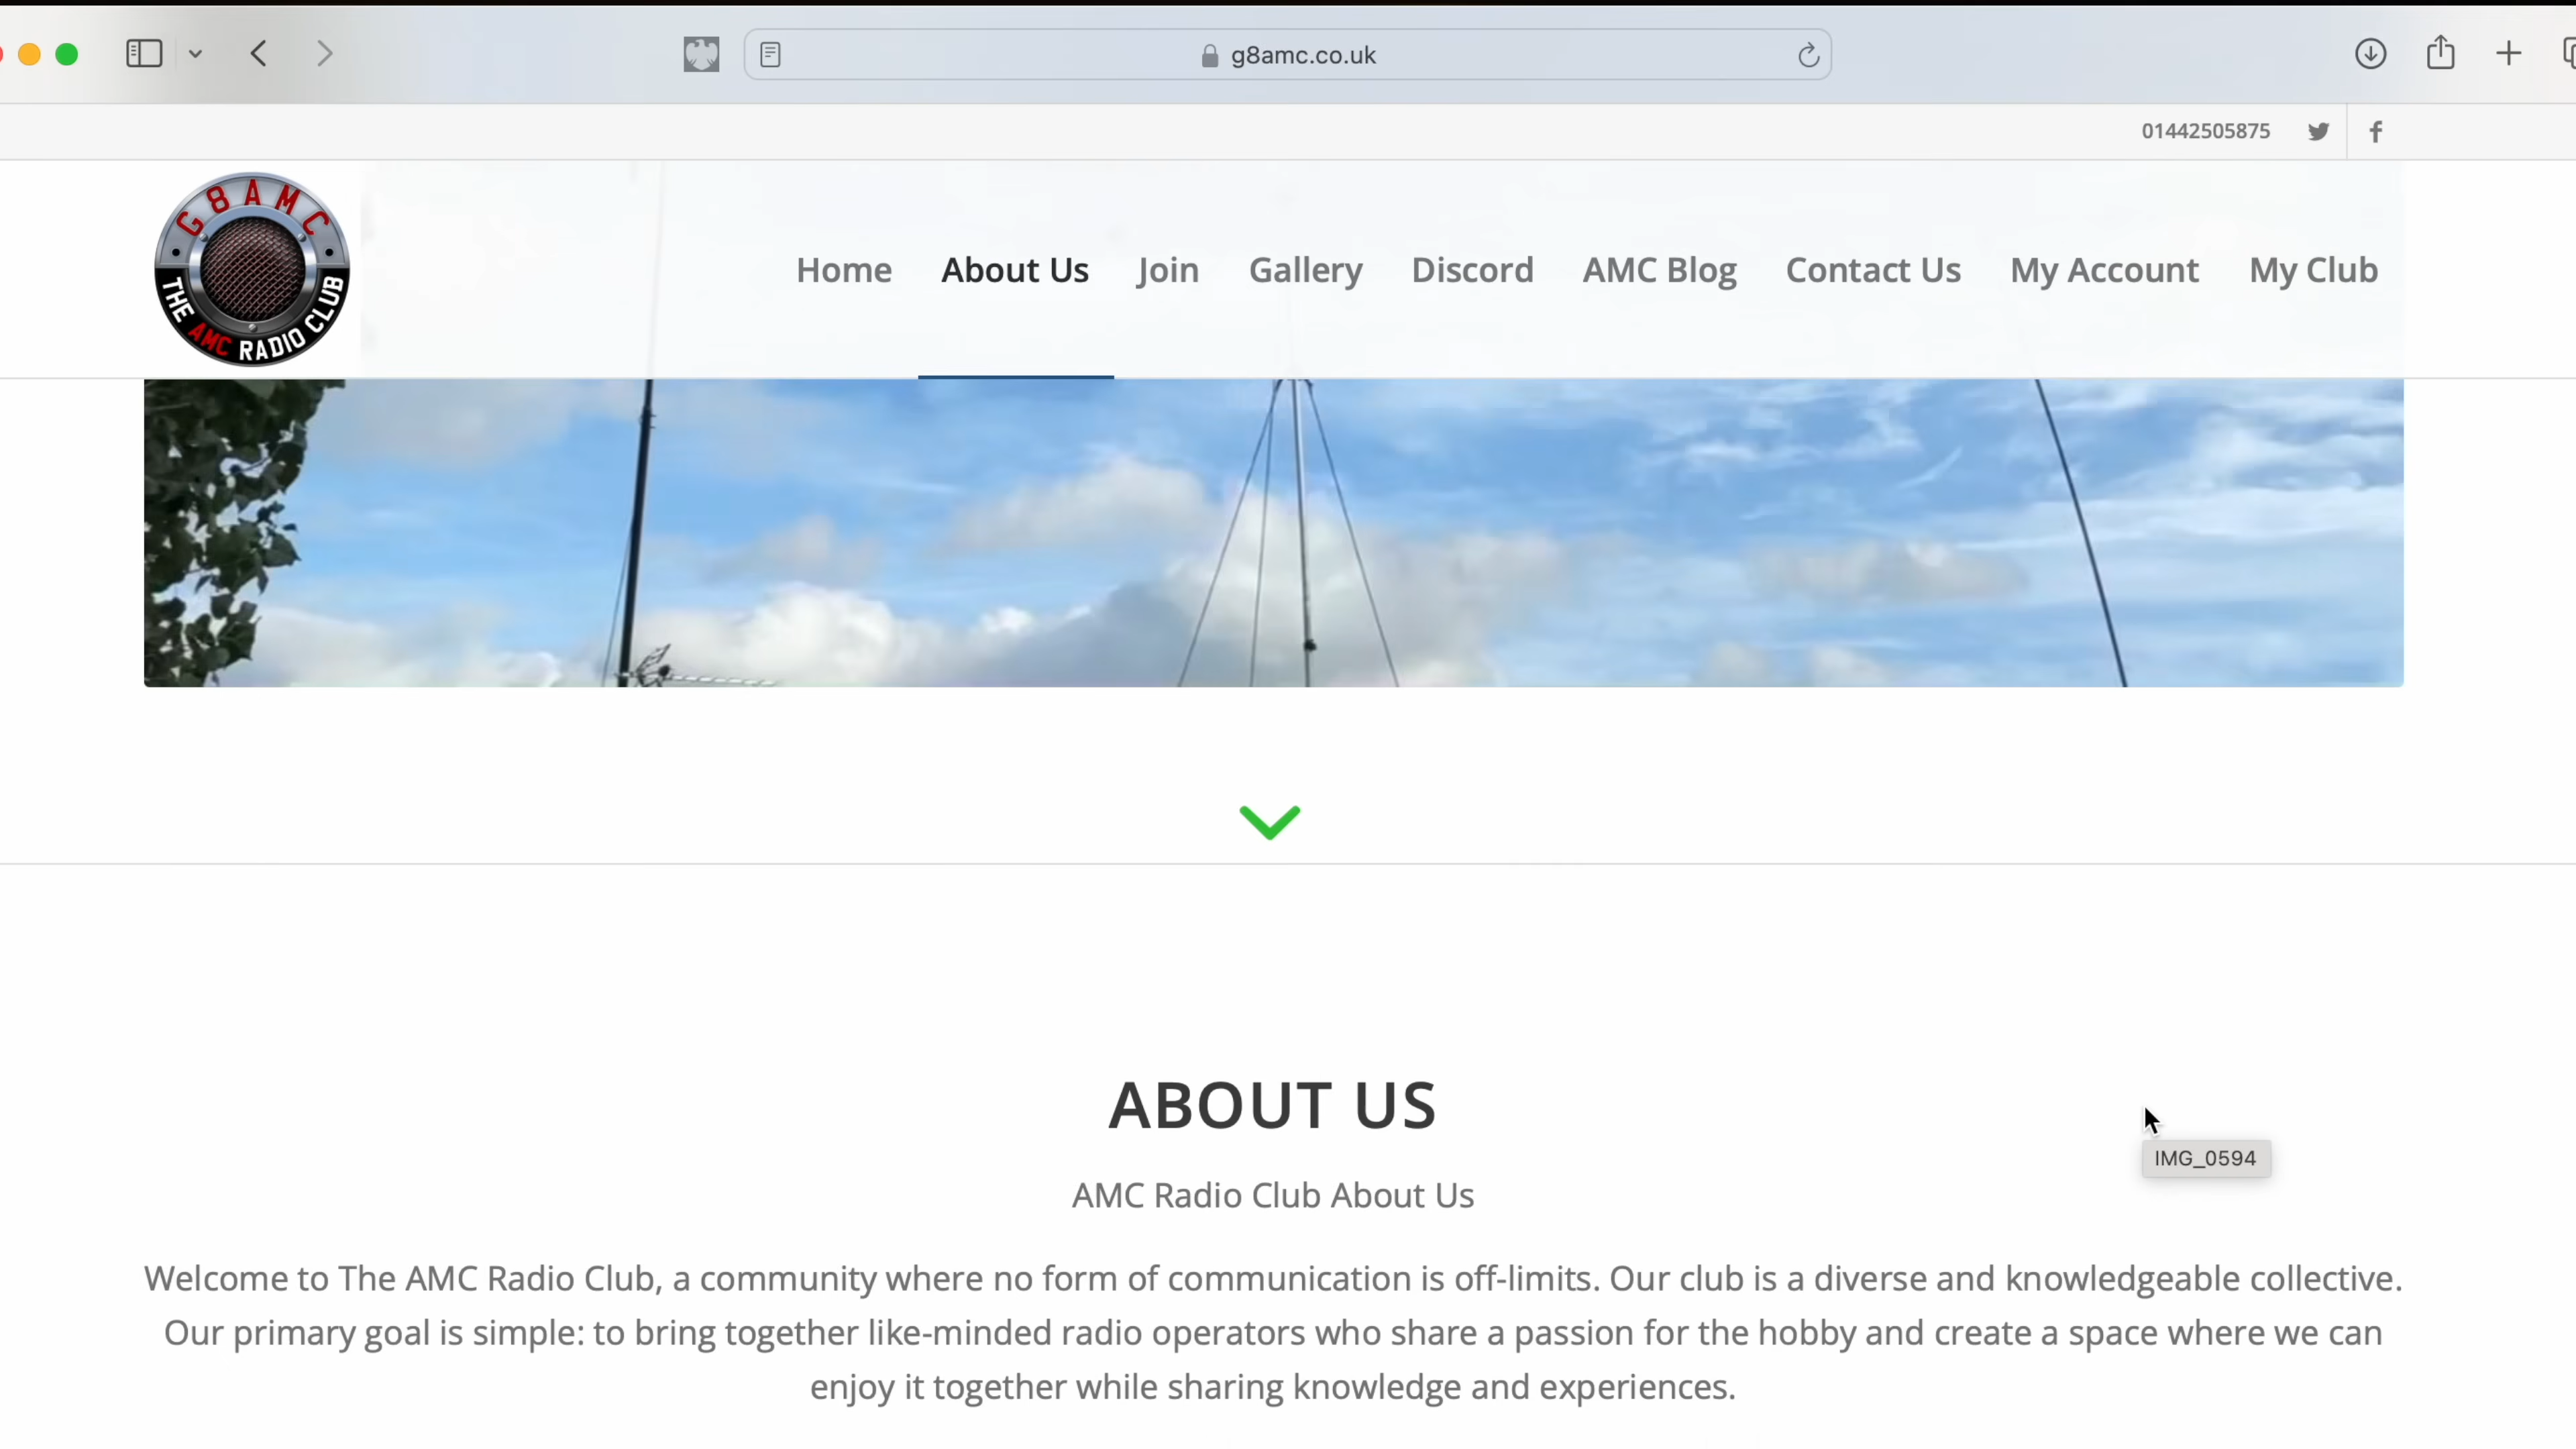 g8amc.co.uk
01442505875
G8AMC
THE AMC RADIO CLUB
Home About Us Join Gallery Discord AMC Blog Contact Us My Account My Club
ABOUT US
IMG_0594
AMC Radio Club About Us
Welcome to The AMC Radio Club, a community where no form of communication is off-limits. Our club is a diverse and knowledgeable collective.
Our primary goal is simple: to bring together like-minded radio operators who share a passion for the hobby and create a space where we can
enjoy it together while sharing knowledge and experiences.